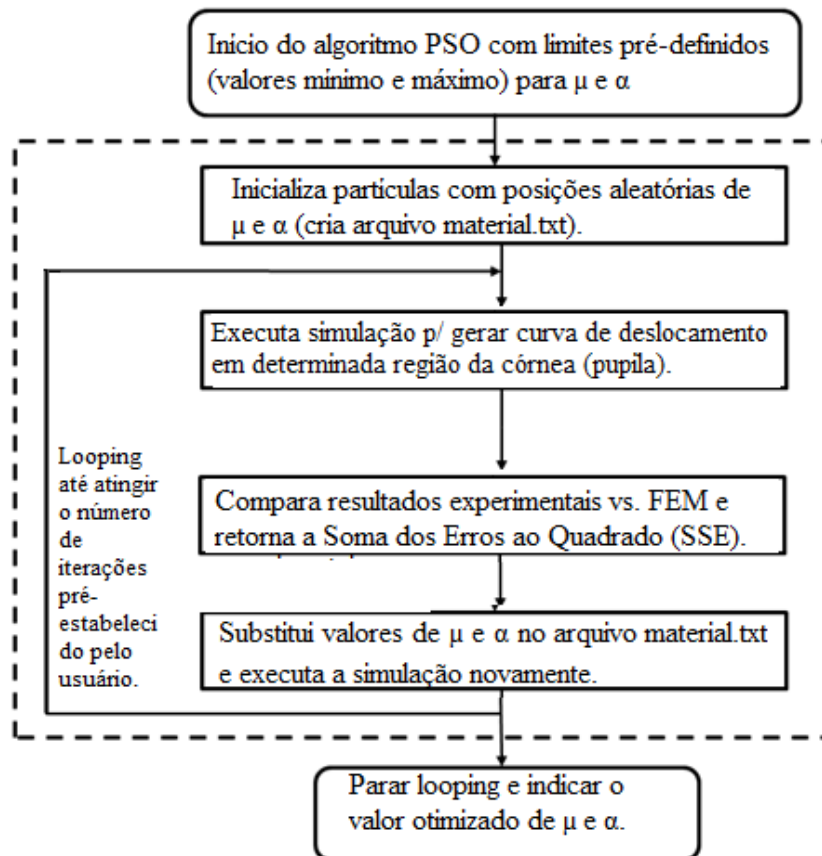 Início do algoritmo PSO com limites pré-definidos
(valores mínimo e máximo) para μ e α
Inicializa partículas com posições aleatórias de
μ e α (cria arquivo material.txt).
Executa simulação p/ gerar curva de deslocamento
em determinada região da córnea (pupila).
Looping
até atingir
o número
de
iterações
pré-
estabeleci
do pelo
usuário.
Compara resultados experimentais vs. FEM e
retorna a Soma dos Erros ao Quadrado (SSE).
Substitui valores de μ e α no arquivo material.txt
e executa a simulação novamente.
Parar looping e indicar o
valor otimizado de μ e α.